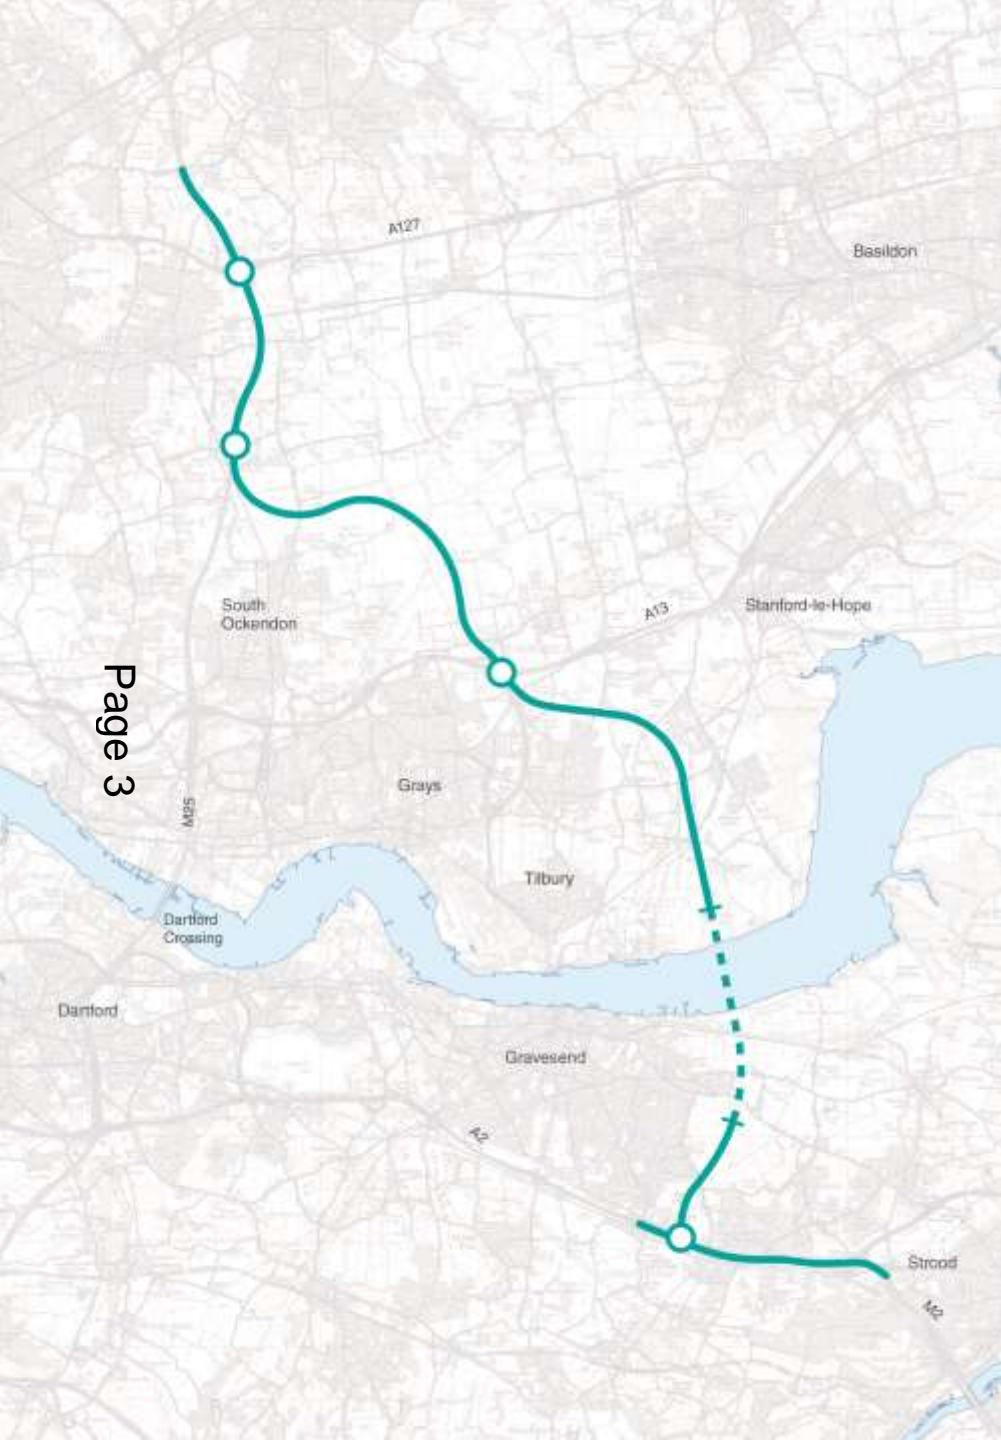 A127
Basildon
South
Ockendon
A13
Stanford-le-Hope
Page 3
Grays
M25
Tilbury
Dartford
Crossing
Dartford
Gravesend
A2
Strood
M2